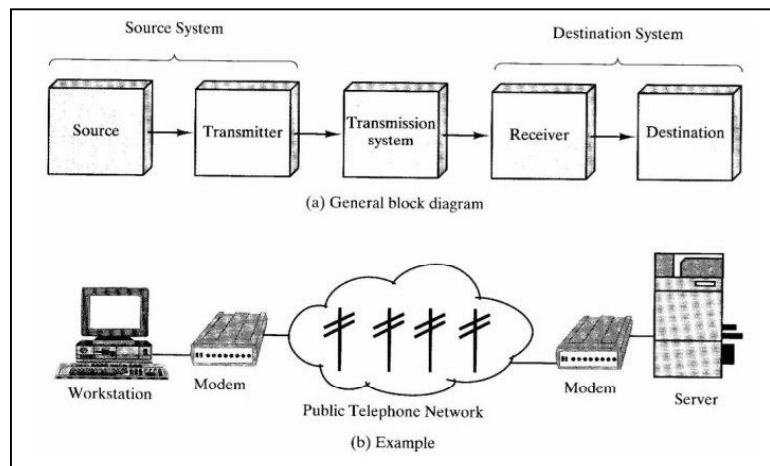 Source System
Destination System
Source
Transmitter
Transmission
system
Receiver
Destination
(a) General block diagram
Workstation
Modem
Public Telephone Network
Modem
Server
(b) Example